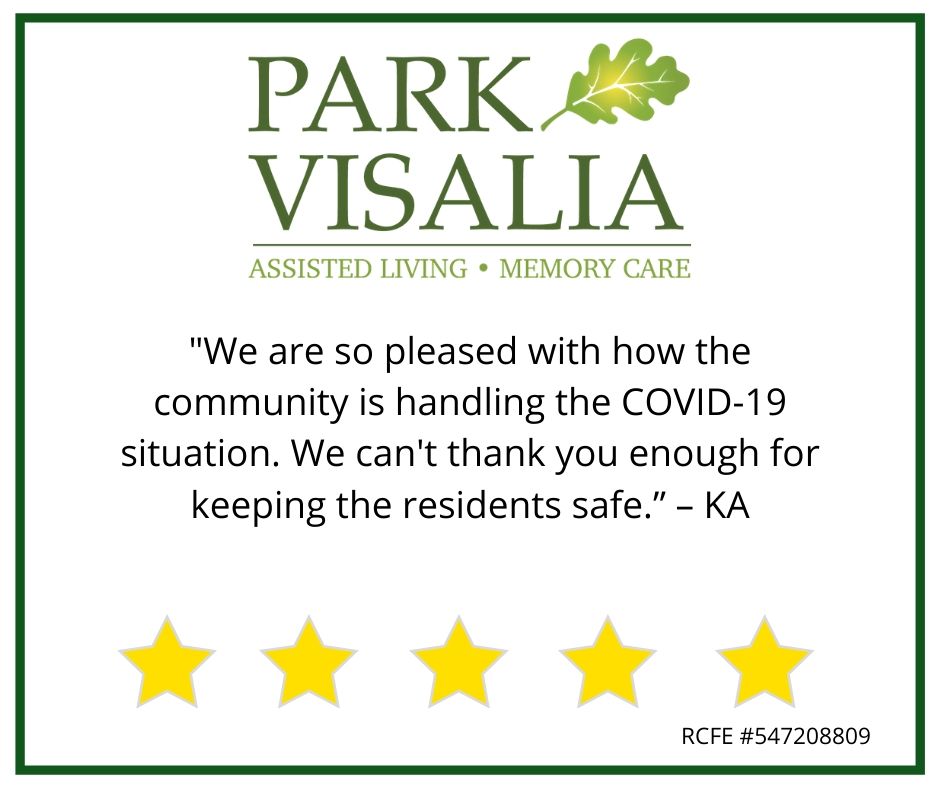 PARK
VISALIA
ASSISTED LIVING • MEMORY CARE
"We are so pleased with how the
community is handling the COVID-19
situation. We can't thank you enough for
keeping the residents safe.” – KA
RCFE #547208809